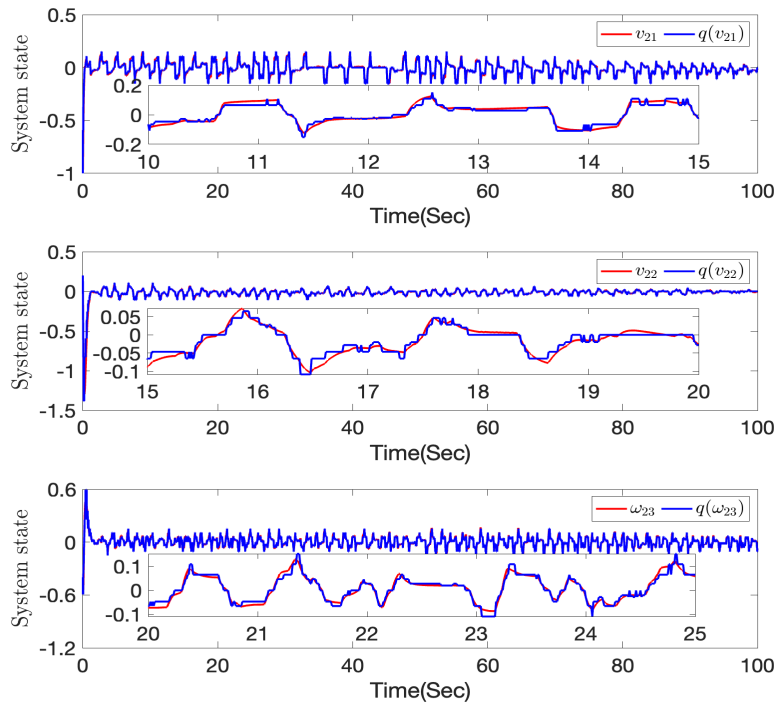 0.5
v₂₁ q(v₂₁)
0
System state
0.2
0
-0.5
-0.2
10 11 12 13 14 15
-1
0 20 40 60 80 100
Time(Sec)
0.5
v₂₂ q(v₂₂)
0
System state
0.05
-0.5
-0.05
-0.1
15 16 17 18 19 20
-1
-1.5
0 20 40 60 80 100
Time(Sec)
0.6
ω₂₃ q(ω₂₃)
0
System state
0.1
0
-0.6
-0.1
20 21 22 23 24 25
-1.2
0 20 40 60 80 100
Time(Sec)